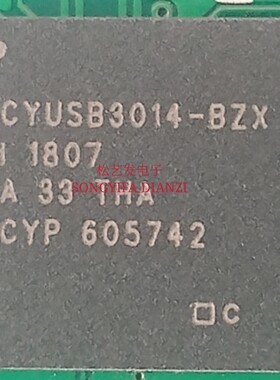 CYUSB3014-BZX
I 1807
松艺发电子
A 33 THA
SONGYIFA DIANZI
CYP 605742
C